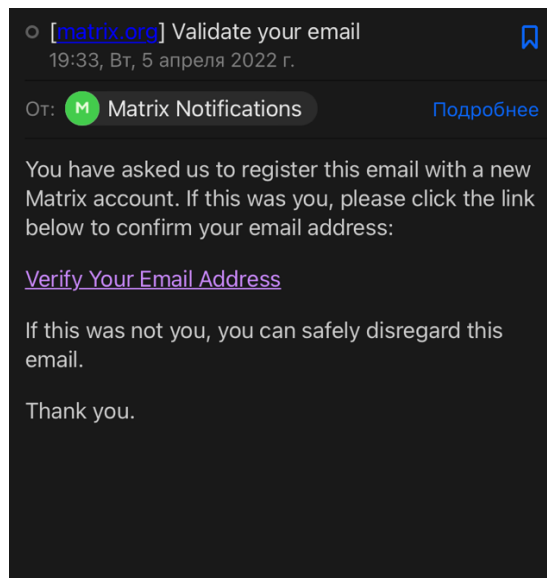 [matrix.org] Validate your email
19:33, Вт, 5 апреля 2022 г.
От: M Matrix Notifications Подробнее
You have asked us to register this email with a new
Matrix account. If this was you, please click the link
below to confirm your email address:
Verify Your Email Address
If this was not you, you can safely disregard this
email.
Thank you.